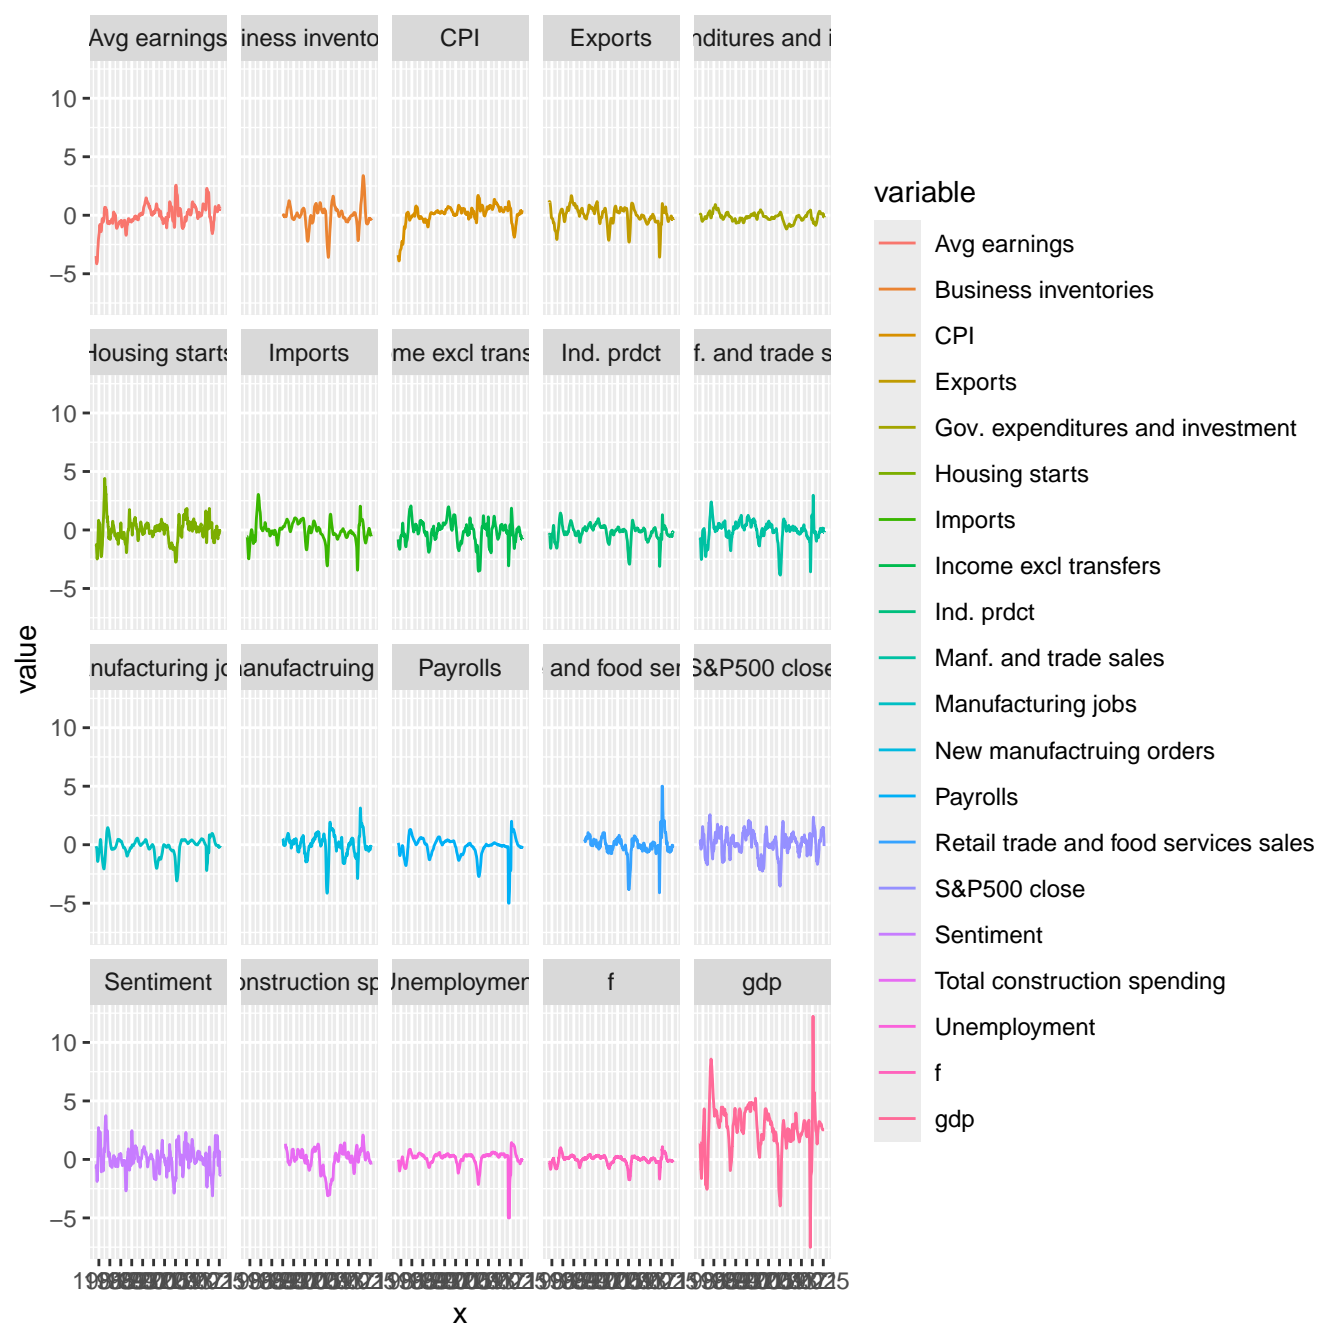 Avg earnings
iness invento
CPI
Exports
nditures and i
10
5
0
−5
Housing starts
Imports
me excl trans
Ind. prdct
f. and trade s
10
5
0
−5
nufacturing jo
anufactruing
Payrolls
and food ser
S&P500 close
10
5
0
−5
Sentiment
onstruction sp
Unemploymen
f
gdp
10
5
0
−5
value
x
variable
Avg earnings
Business inventories
CPI
Exports
Gov. expenditures and investment
Housing starts
Imports
Income excl transfers
Ind. prdct
Manf. and trade sales
Manufacturing jobs
New manufactruing orders
Payrolls
Retail trade and food services sales
S&P500 close
Sentiment
Total construction spending
Unemployment
f
gdp